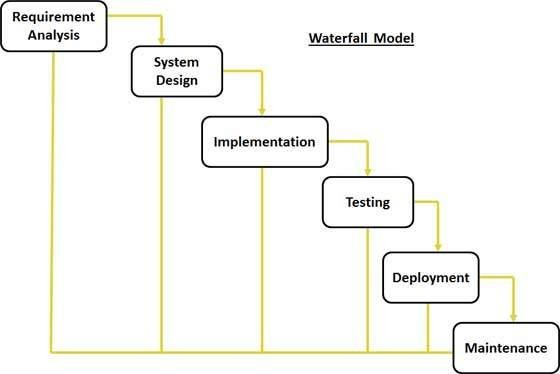 Requirement
Analysis
Waterfall Model
System
Design
Implementation
Testing
Deployment
Maintenance